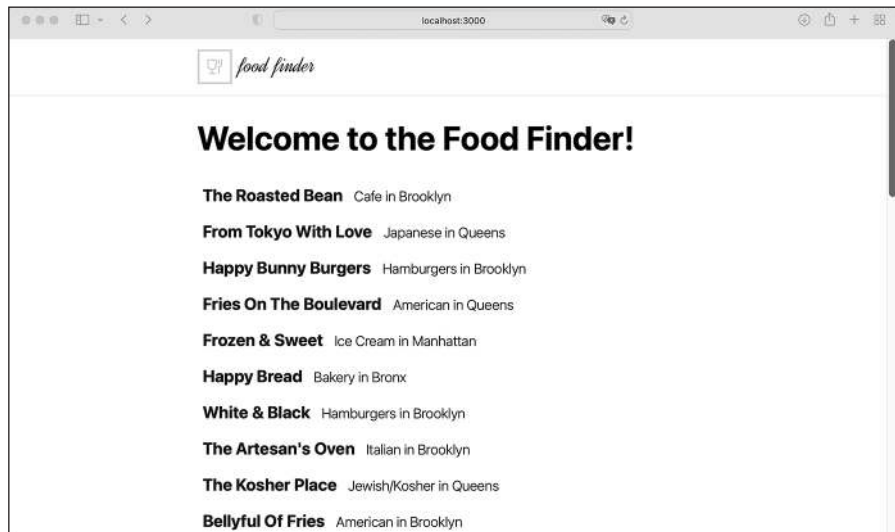 localhost:3000
food finder
Welcome to the Food Finder!
The Roasted Bean Cafe in Brooklyn
From Tokyo With Love Japanese in Queens
Happy Bunny Burgers Hamburgers in Brooklyn
Fries On The Boulevard American in Queens
Frozen & Sweet Ice Cream in Manhattan
Happy Bread Bakery in Bronx
White & Black Hamburgers in Brooklyn
The Artesan's Oven Italian in Brooklyn
The Kosher Place Jewish/Kosher in Queens
Bellyful Of Fries American in Brooklyn